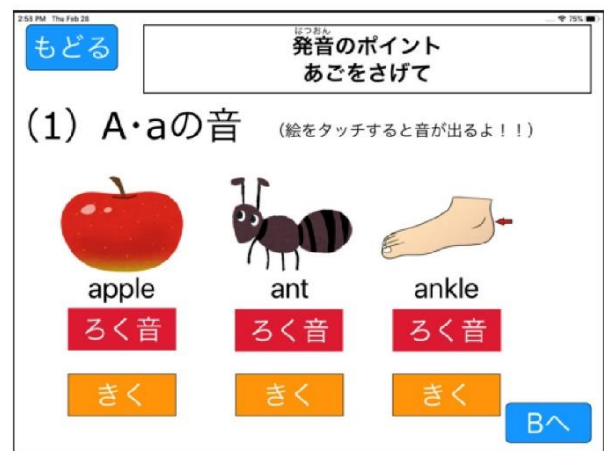 2:53 PM Thu Feb 28
75%
もどる
はつおん
発音のポイント
あごをさげて
(1) A・aの音
(絵をタッチすると音が出るよ!!)
apple
ant
ankle
ろく音
ろく音
ろく音
きく
きく
きく
Bへ